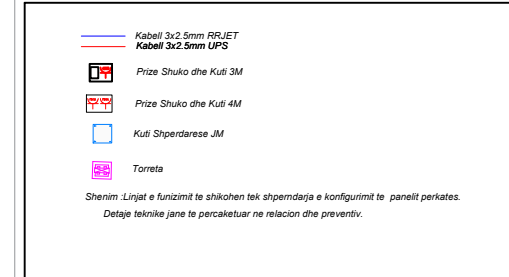 Kabell 3x2.5mm RRJET
Kabell 3x2.5mm UPS
Prize Shuko dhe Kuti 3M
Prize Shuko dhe Kuti 4M
Kuti Shperdarese JM
Torreta
Shenim :Linjat e funizimit te shikohen tek shperndarja e konfigurimit te panelit perkates.
Detaje teknike jane te percaketuar ne relacion dhe preventiv.